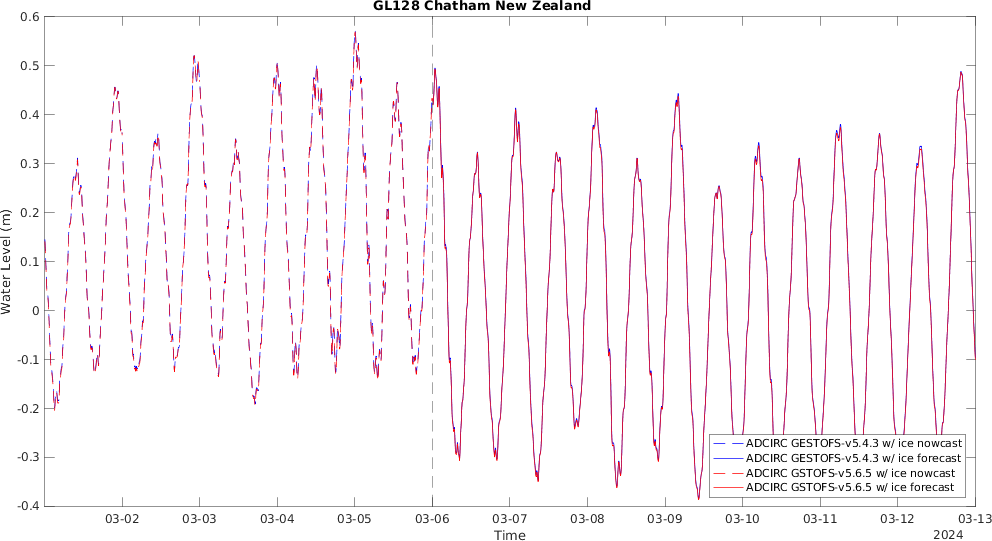 GL128 Chatham New Zealand
0.6
0.5
0.4
0.3
0.2
0.1
0
-0.1
-0.2
-0.3
-0.4
Water Level (m)
ADCIRC GESTOFS-v5.4.3 w/ ice nowcast
ADCIRC GESTOFS-v5.4.3 w/ ice forecast
ADCIRC GSTOFS-v5.6.5 w/ ice nowcast
ADCIRC GSTOFS-v5.6.5 w/ ice forecast
03-02 03-03 03-04 03-05 03-06 03-07 03-08 03-09 03-10 03-11 03-12 03-13
Time
2024